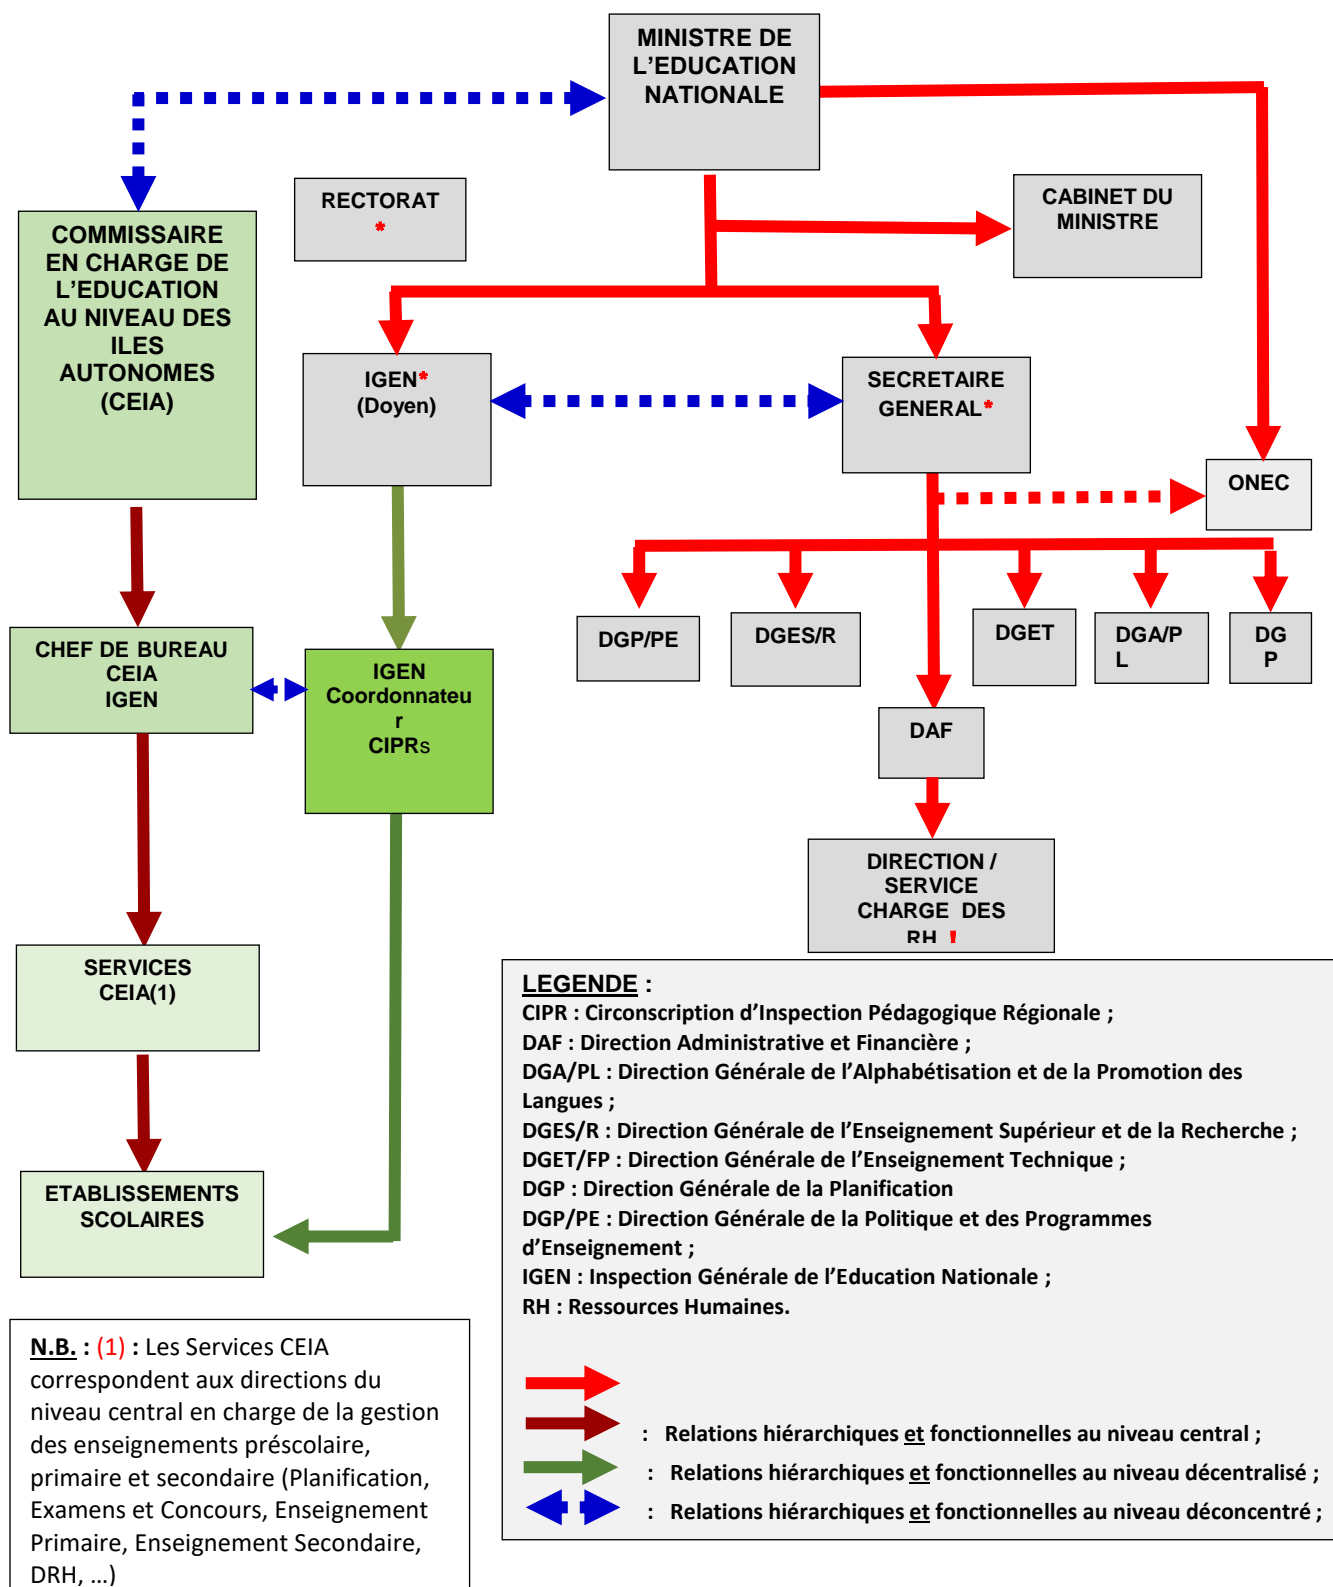 MINISTRE DE
L’EDUCATION
NATIONALE
RECTORAT
*
CABINET DU
MINISTRE
COMMISSAIRE
EN CHARGE DE
L’EDUCATION
AU NIVEAU DES
ILES
AUTONOMES
(CEIA)
IGEN*
(Doyen)
SECRETAIRE
GENERAL*
ONEC
DGP/PE
DGES/R
DGET
DGA/P
L
DG
P
CHEF DE BUREAU
CEIA
IGEN
IGEN
Coordonnateu
r
CIPRs
DAF
DIRECTION /
SERVICE
CHARGE DES
RH !
SERVICES
CEIA(1)
ETABLISSEMENTS
SCOLAIRES
LEGENDE :
CIPR : Circonscription d’Inspection Pédagogique Régionale ;
DAF : Direction Administrative et Financière ;
DGA/PL : Direction Générale de l’Alphabétisation et de la Promotion des
Langues ;
DGES/R : Direction Générale de l’Enseignement Supérieur et de la Recherche ;
DGET/FP : Direction Générale de l’Enseignement Technique ;
DGP : Direction Générale de la Planification
DGP/PE : Direction Générale de la Politique et des Programmes
d’Enseignement ;
IGEN : Inspection Générale de l’Education Nationale ;
RH : Ressources Humaines.
: Relations hiérarchiques et fonctionnelles au niveau central ;
: Relations hiérarchiques et fonctionnelles au niveau décentralisé ;
: Relations hiérarchiques et fonctionnelles au niveau déconcentré ;
N.B. : (1) : Les Services CEIA
correspondent aux directions du
niveau central en charge de la gestion
des enseignements préscolaire,
primaire et secondaire (Planification,
Examens et Concours, Enseignement
Primaire, Enseignement Secondaire,
DRH, …)